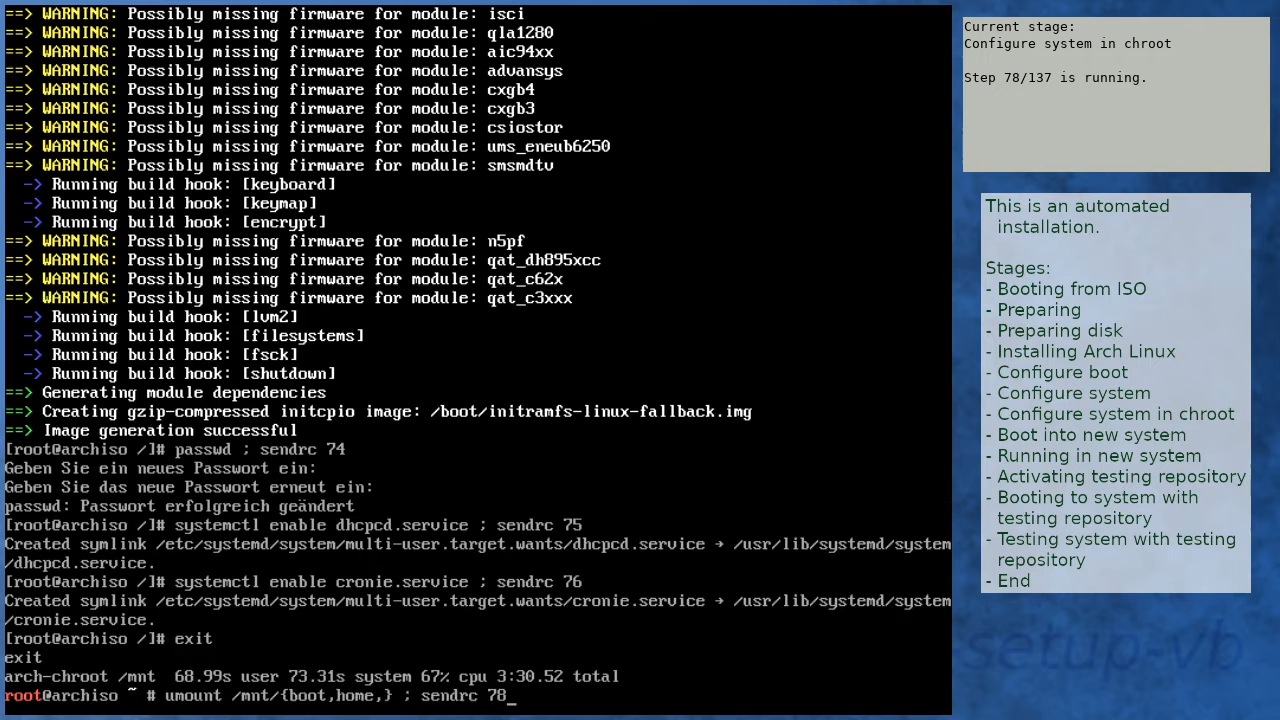 ==> WARNING: Possibly missing firmware for module: isci
==> WARNING: Possibly missing firmware for module: qla1280
==> WARNING: Possibly missing firmware for module: aic94xx
==> WARNING: Possibly missing firmware for module: advansys
==> WARNING: Possibly missing firmware for module: cxgb4
==> WARNING: Possibly missing firmware for module: cxgb3
==> WARNING: Possibly missing firmware for module: csiostor
==> WARNING: Possibly missing firmware for module: ums_eneub6250
==> WARNING: Possibly missing firmware for module: smsmdtv
  -> Running build hook: [keyboard]
  -> Running build hook: [keymap]
  -> Running build hook: [encrypt]
==> WARNING: Possibly missing firmware for module: n5pf
==> WARNING: Possibly missing firmware for module: qat_dh895xcc
==> WARNING: Possibly missing firmware for module: qat_c62x
==> WARNING: Possibly missing firmware for module: qat_c3xxx
  -> Running build hook: [lvm2]
  -> Running build hook: [filesystems]
  -> Running build hook: [fsck]
  -> Running build hook: [shutdown]
==> Generating module dependencies
==> Creating gzip-compressed initcpio image: /boot/initramfs-linux-fallback.img
==> Image generation successful
[root@archiso /]# passwd ; sendrc 74
Geben Sie ein neues Passwort ein:
Geben Sie das neue Passwort erneut ein:
passwd: Passwort erfolgreich geändert
[root@archiso /]# systemctl enable dhcpcd.service ; sendrc 75
Created symlink /etc/systemd/system/multi-user.target.wants/dhcpcd.service → /usr/lib/systemd/system
/dhcpcd.service.
[root@archiso /]# systemctl enable cronie.service ; sendrc 76
Created symlink /etc/systemd/system/multi-user.target.wants/cronie.service → /usr/lib/systemd/system
/cronie.service.
[root@archiso /]# exit
exit
arch-chroot /mnt  68.99s user 73.31s system 67% cpu 3:30.52 total
root@archiso ~ # umount /mnt/{boot,home,} ; sendrc 78_
Current stage:
Configure system in chroot
Step 78/137 is running.
This is an automated
installation.
Stages:
- Booting from ISO
- Preparing
- Preparing disk
- Installing Arch Linux
- Configure boot
- Configure system
- Configure system in chroot
- Boot into new system
- Running in new system
- Activating testing repository
- Booting to system with
testing repository
- Testing system with testing
repository
- End
setup-vb